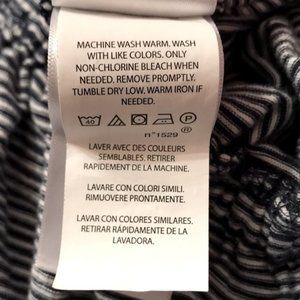 MACHINE WASH WARM. WASH
WITH LIKE COLORS. ONLY
NON-CHLORINE BLEACH WHEN
NEEDED. REMOVE PROMPTLY.
TUMBLE DRY LOW. WARM IRON IF
NEEDED.
40
n°1529 ®
LAVER AVEC DES COULEURS
SEMBLABLES. RETIRER
RAPIDEMENT DE LA MACHINE.
LAVARE CON COLORI SIMILI.
RIMUOVERE PRONTAMENTE.
LAVAR CON COLORES SIMILARES.
RETIRAR RÁPIDAMENTE DE LA
LAVADORA.